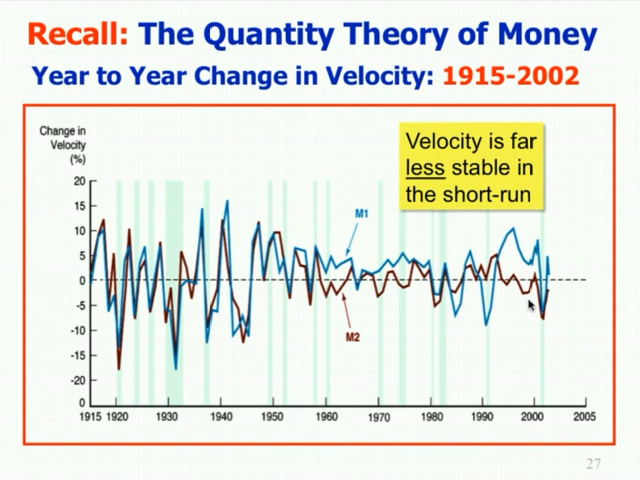 Recall: The Quantity Theory of Money
Year to Year Change in Velocity: 1915-2002
Change in
Velocity
(%)
Velocity is far
less stable in
the short-run
20
15
10
5
0
-5
-10
-15
-20
0
M1
M2
1915 1920 1930 1940 1950 1960 1970 1980 1990 2000 2005
27